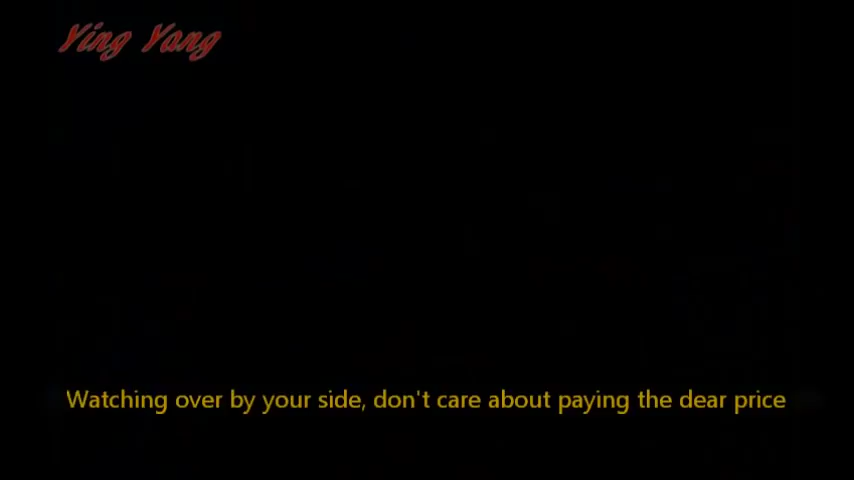 Ying Yang
Watching over by your side, don't care about paying the dear price